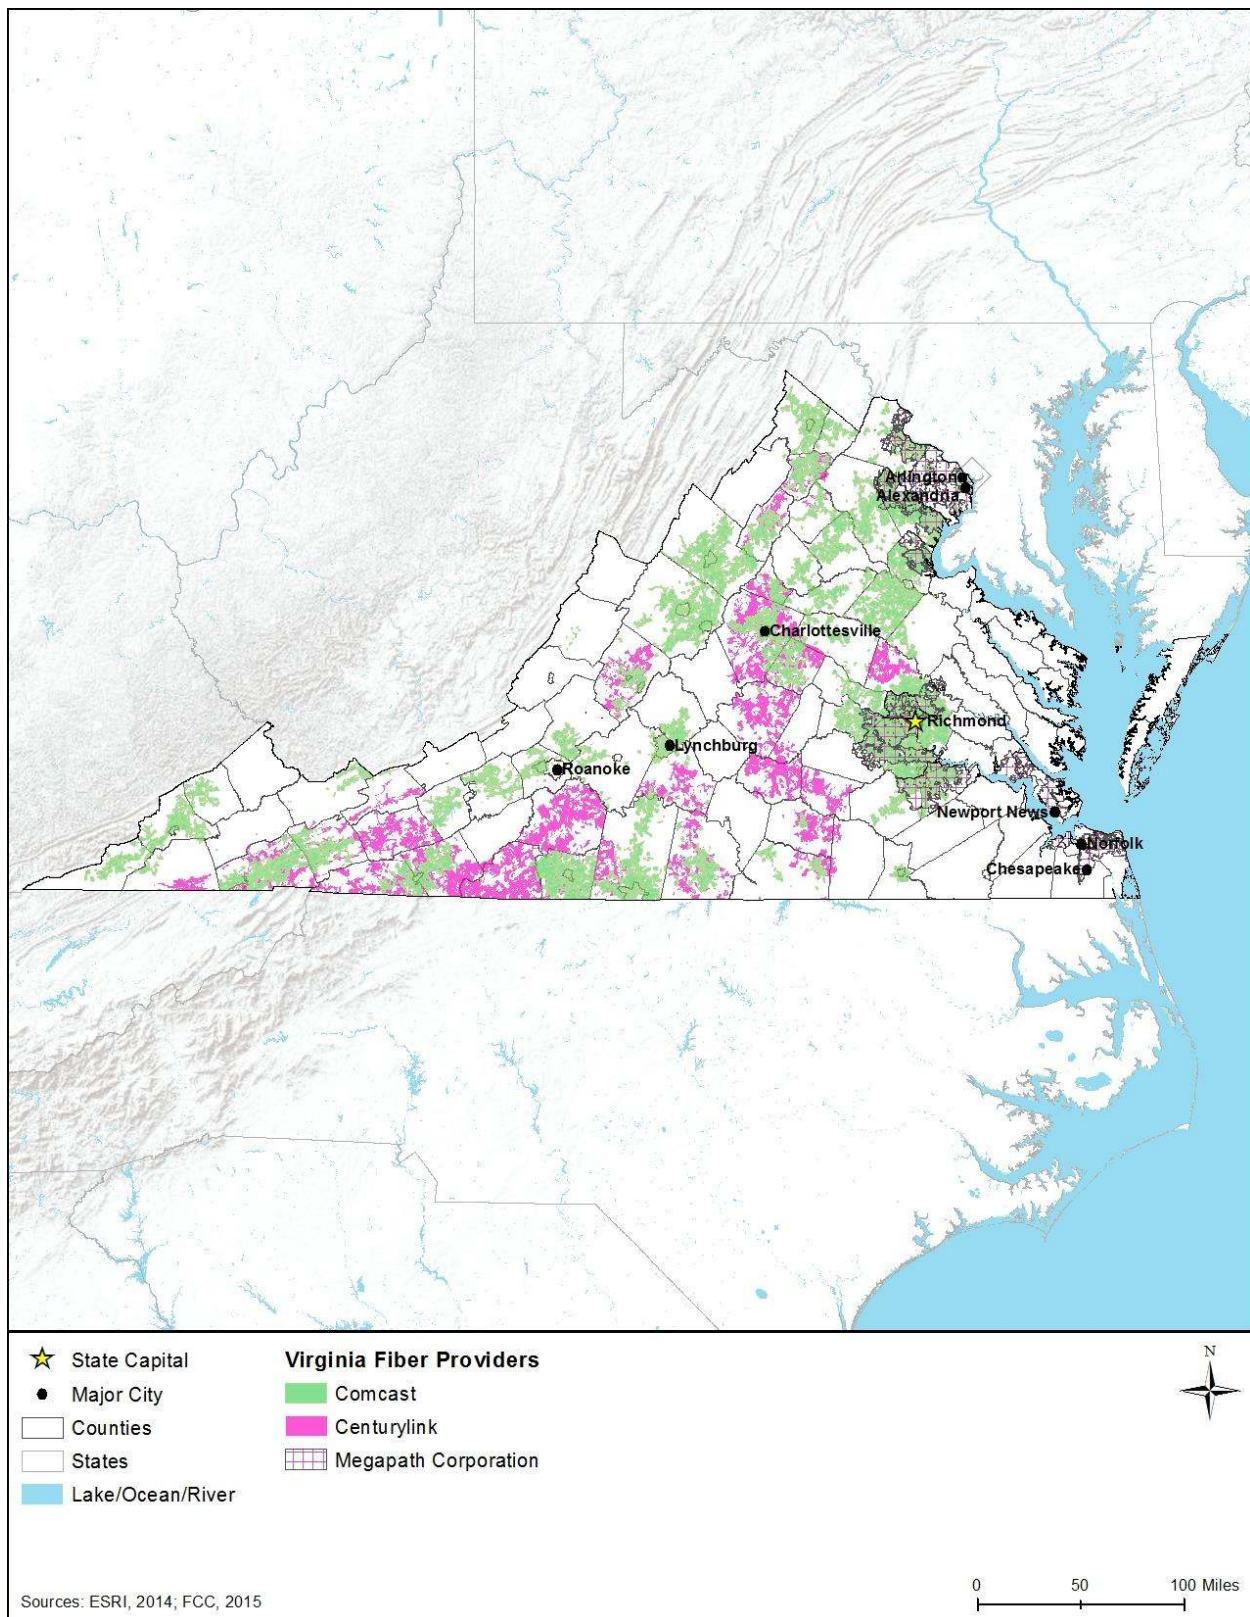 Arlington
Alexandria
Charlottesville
Richmond
Lynchburg
Roanoke
Newport News
Norfolk
Chesapeake
State Capital
Major City
Counties
States
Lake/Ocean/River
Virginia Fiber Providers
Comcast
Centurylink
Megapath Corporation
N
Sources: ESRI, 2014; FCC, 2015
0 50 100 Miles